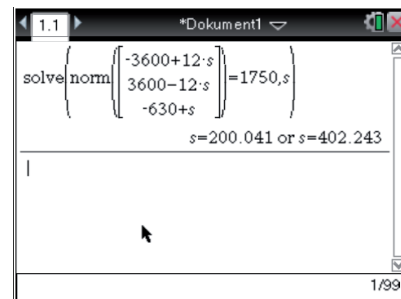 1.1 *Dokument1
solve(norm([-3600+12·s
3600−12·s
-630+s])=1750,s)
s=200.041 or s=402.243
1/99